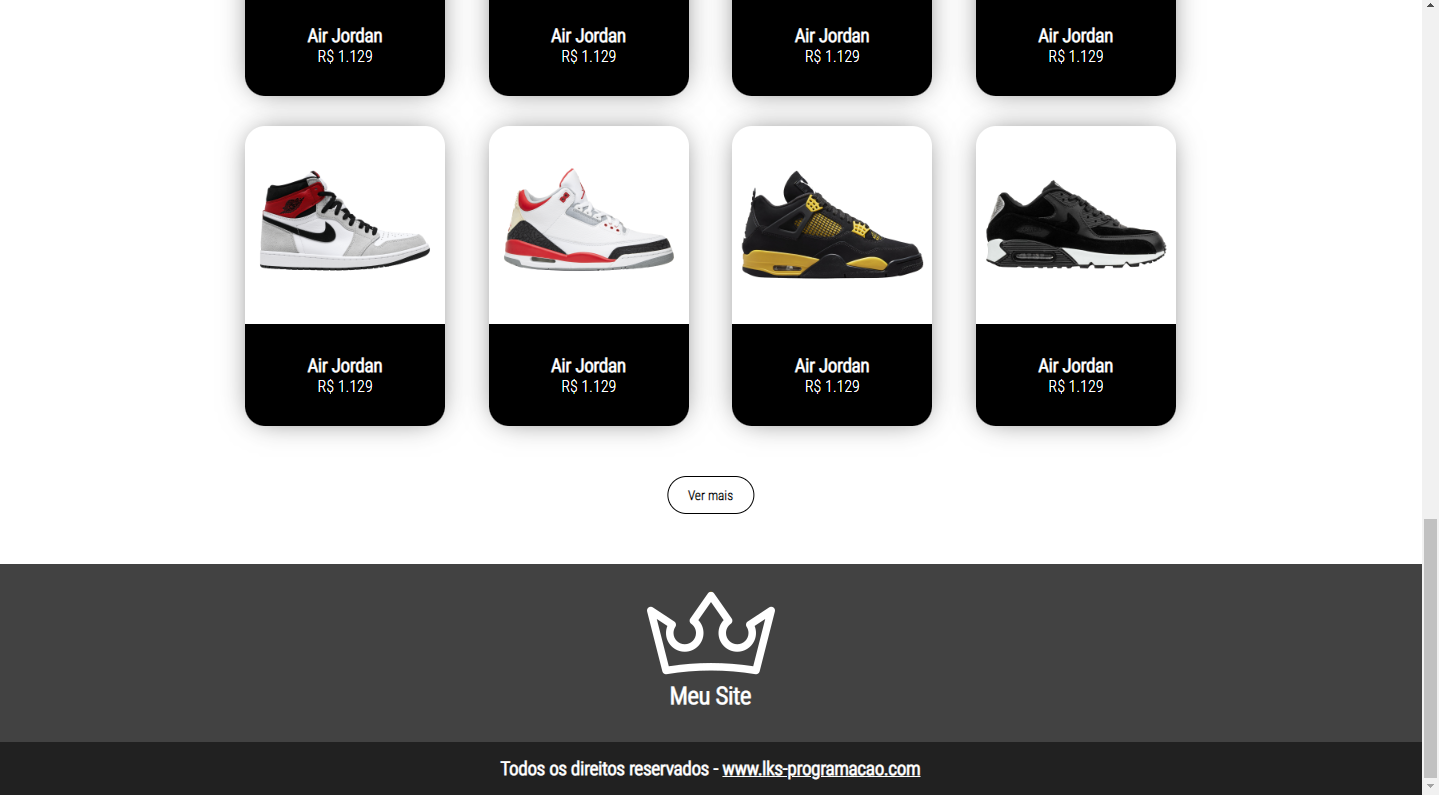 Air Jordan
R$ 1.129
Air Jordan
R$ 1.129
Air Jordan
R$ 1.129
Air Jordan
R$ 1.129
Air Jordan
R$ 1.129
Air Jordan
R$ 1.129
Air Jordan
R$ 1.129
Air Jordan
R$ 1.129
Ver mais
Meu Site
Todos os direitos reservados - www.lks-programacao.com